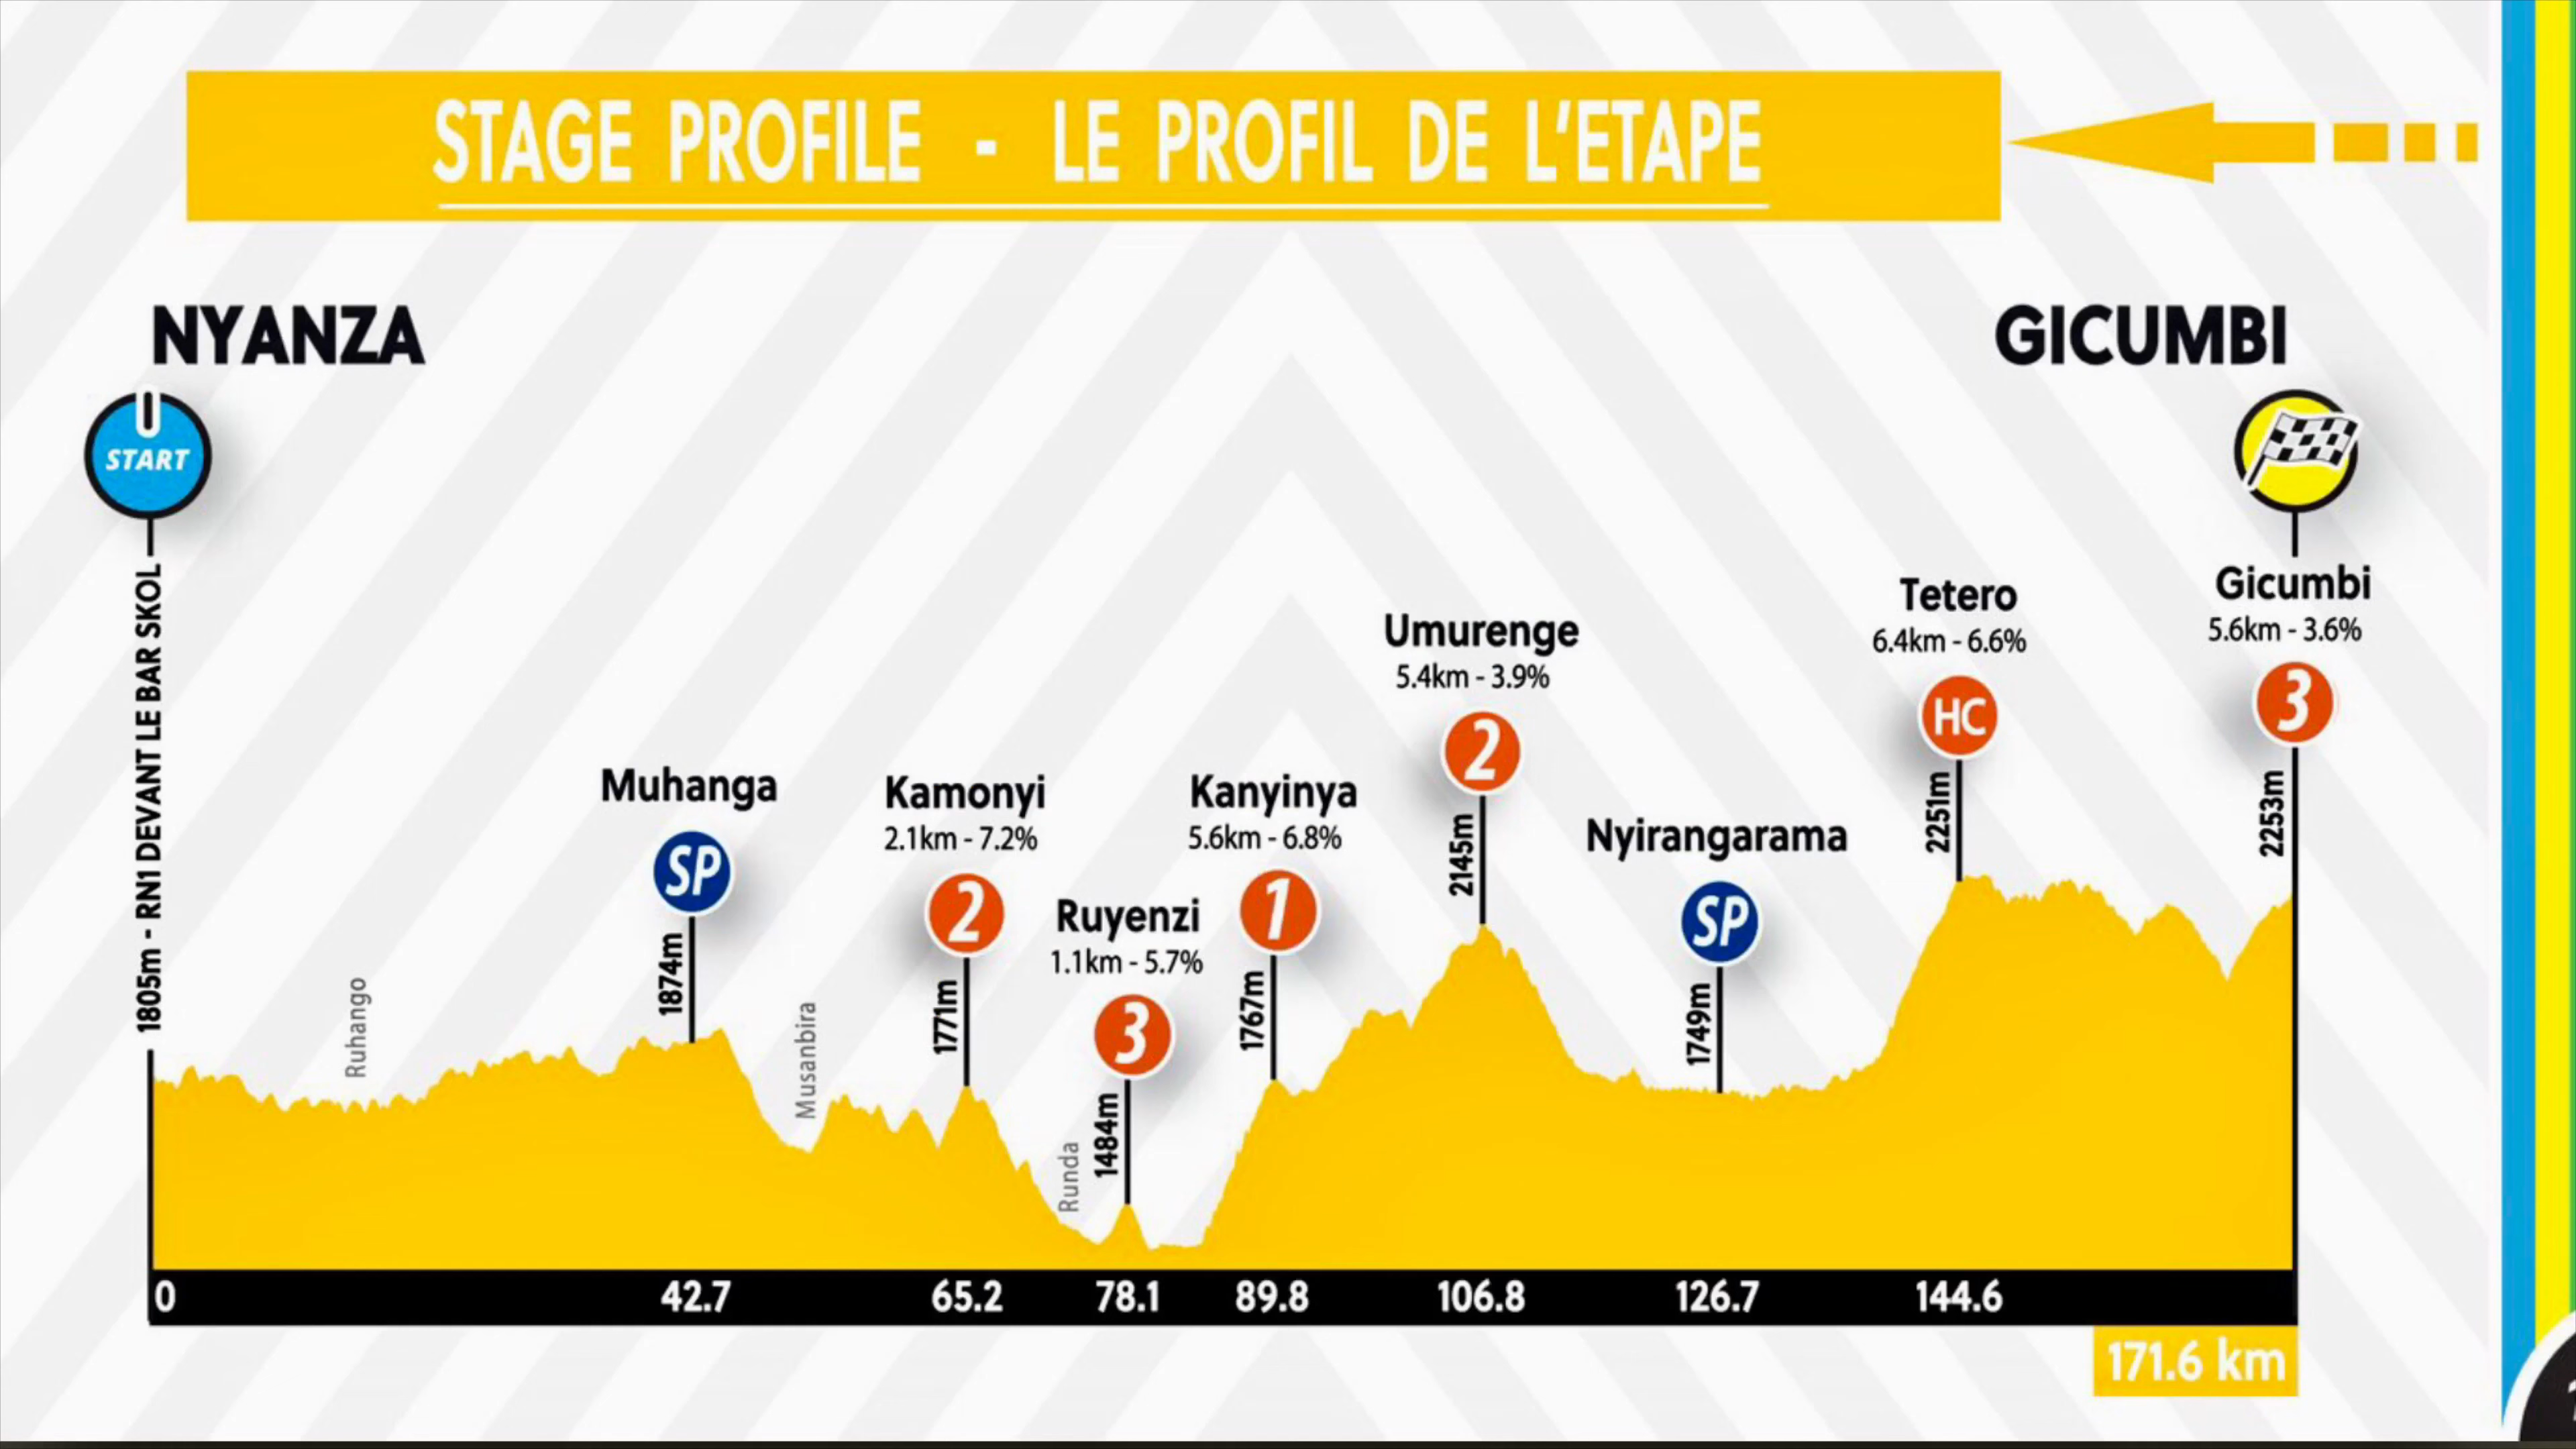 STAGE PROFILE - LE PROFIL DE L'ETAPE
NYANZA
GICUMBI
START
1805m - RN1 DEVANT LE BAR SKOL
Ruhango
Muhanga
SP
1874m
Musanbira
Kamonyi
2.1km - 7.2%
2
1771m
Runda
Ruyenzi
1.1km - 5.7%
3
1484m
Kanyinya
5.6km - 6.8%
1
1767m
Umurenge
5.4km - 3.9%
2
2145m
Nyirangarama
SP
1749m
Tetero
6.4km - 6.6%
HC
2251m
Gicumbi
5.6km - 3.6%
3
2253m
0 42.7 65.2 78.1 89.8 106.8 126.7 144.6
171.6 km